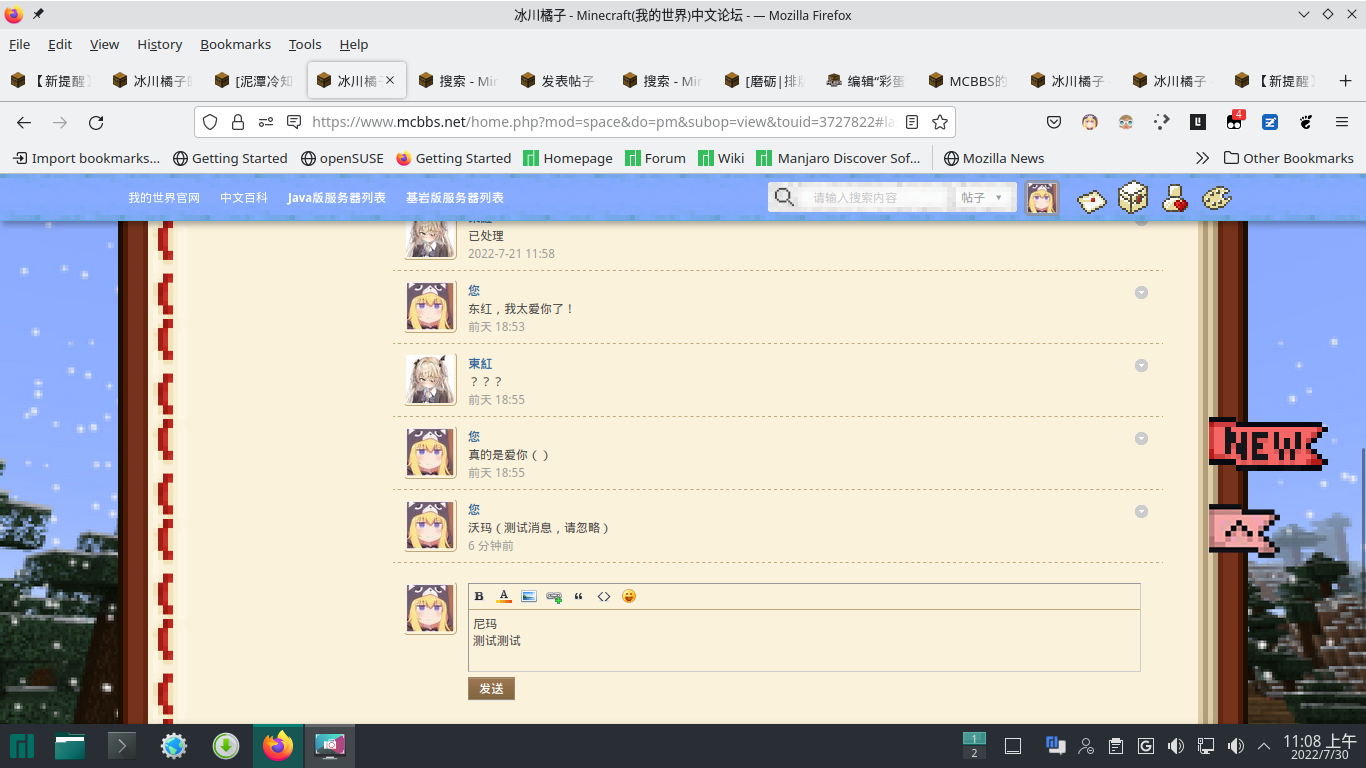 冰川橘子 - Minecraft(我的世界)中文论坛 - — Mozilla Firefox
File Edit View History Bookmarks Tools Help
【新提醒】 冰川橘子的 [泥潭冷知 冰川橘子 搜索 - Min 发表帖子 搜索 - Min [磨砺|排版 编辑“彩蛋 MCBBS的 冰川橘子 冰川橘子 【新提醒】
https://www.mcbbs.net/home.php?mod=space&do=pm&subop=view&touid=3727822#la
4
Import bookmarks... Getting Started openSUSE Getting Started Homepage Forum Wiki Manjaro Discover Sof... Mozilla News Other Bookmarks
我的世界官网 中文百科 Java版服务器列表 基岩版服务器列表 请输入搜索内容 帖子
已处理
2022-7-21 11:58
您
东红，我太爱你了！
前天 18:53
東紅
？？？
前天 18:55
您
真的是爱你（）
前天 18:55
NEW
您
沃玛（测试消息，请忽略）
6 分钟前
B A
尼玛
测试测试
发送
1
2
11:08 上午
2022/7/30